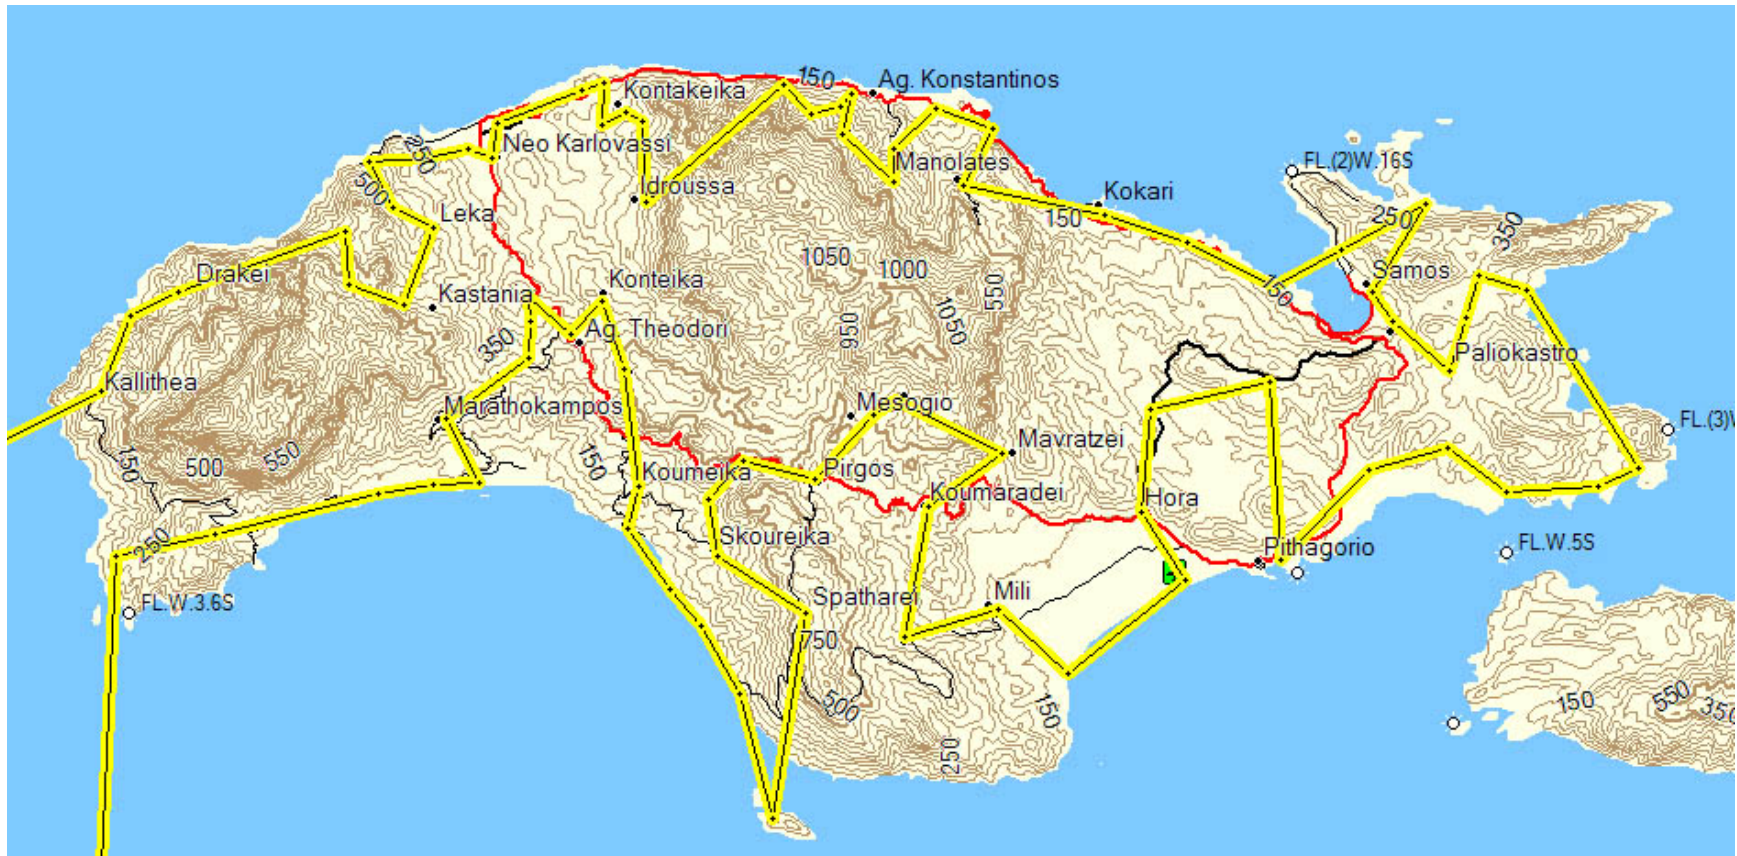 150
Ag. Konstantinos
Kontakeika
Neo Karlovassi
250
Manolates
FL.(2)W.16S
500
Idroussa
Kokari
Leka
150
250
350
Drakei
1050
1000
Samos
Kastania
Konteika
550
150
1050
Ag. Theodori
950
350
Paliokastro
Kallithea
Marathokampos
Mesogio
FL.(3)W
Mavratzei
150
500
550
150
Koumeika
Pirgos
Koumaradei
Hora
250
Skoureika
Pithagorio
FL.W.5S
FL.W.3.6S
Spatharei
Mili
750
500
150
250
150
550
350